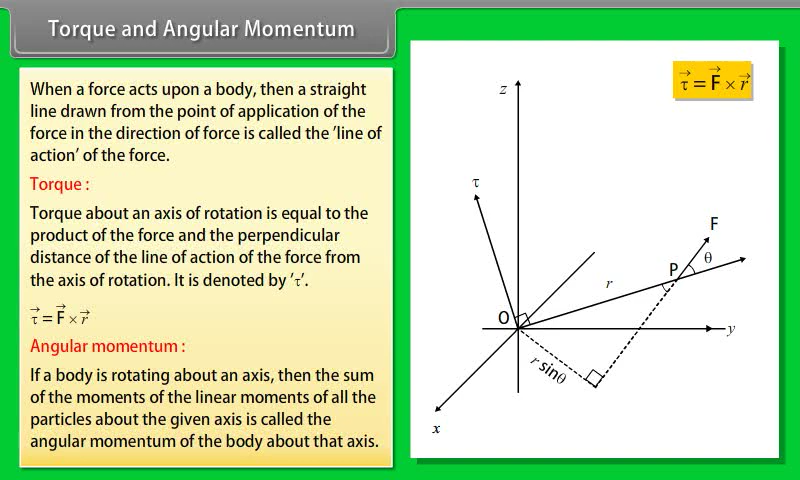 Torque and Angular Momentum
When a force acts upon a body, then a straight
line drawn from the point of application of the
force in the direction of force is called the 'line of
action' of the force.
Torque :
Torque about an axis of rotation is equal to the
product of the force and the perpendicular
distance of the line of action of the force from
the axis of rotation. It is denoted by 'τ'.
τ⃗ = F⃗ × r⃗
Angular momentum :
If a body is rotating about an axis, then the sum
of the moments of the linear moments of all the
particles about the given axis is called the
angular momentum of the body about that axis.
τ⃗ = F⃗ × r⃗
z
τ
F
P
θ
r
O
y
r sinθ
x